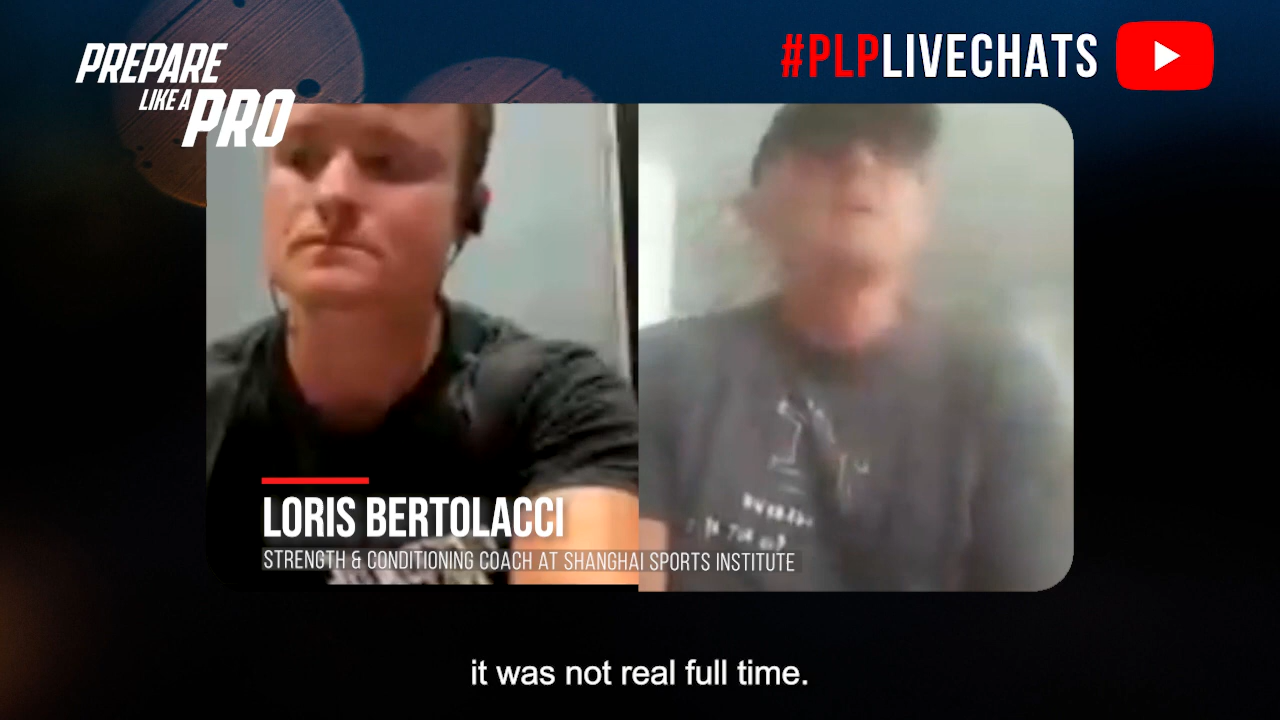 PREPARE
LIKE A
PRO
#PLPLIVECHATS
LORIS BERTOLACCI
STRENGTH & CONDITIONING COACH AT SHANGHAI SPORTS INSTITUTE
it was not real full time.